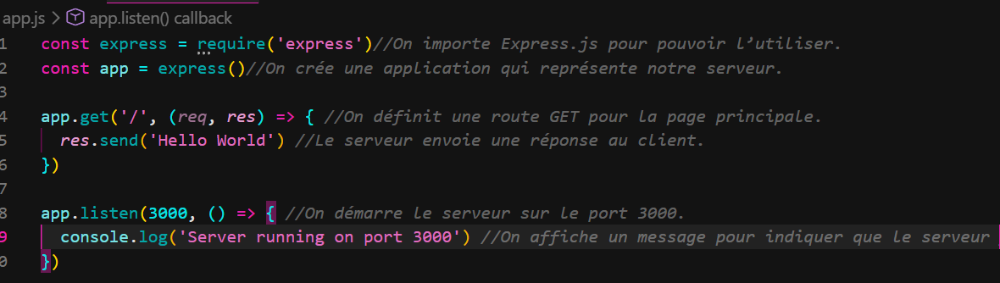 app.js > app.listen() callback
1 const express = require('express')//On importe Express.js pour pouvoir l’utiliser.
2 const app = express()//On crée une application qui représente notre serveur.
3
4 app.get('/', (req, res) => { //On définit une route GET pour la page principale.
5 res.send('Hello World') //Le serveur envoie une réponse au client.
6 })
7
8 app.listen(3000, () => { //On démarre le serveur sur le port 3000.
9 console.log('Server running on port 3000') //On affiche un message pour indiquer que le serveur
0 })